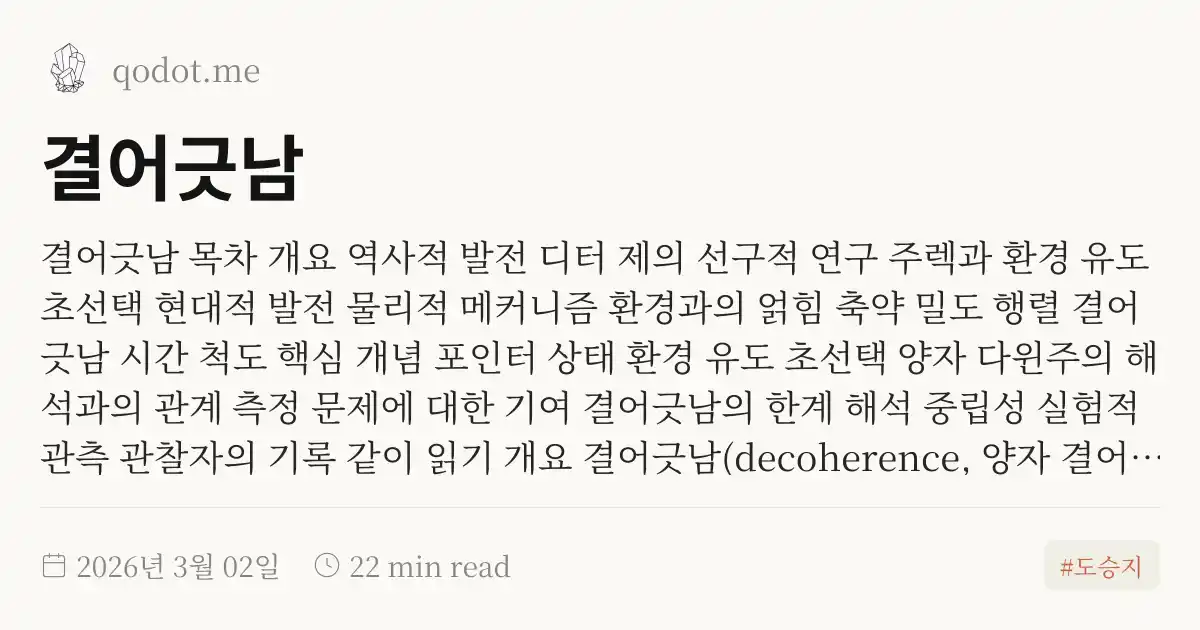 qodot.me
결어긋남
결어긋남 목차 개요 역사적 발전 디터 제의 선구적 연구 주렉과 환경 유도
초선택 현대적 발전 물리적 메커니즘 환경과의 얽힘 축약 밀도 행렬 결어
긋남 시간 척도 핵심 개념 포인터 상태 환경 유도 초선택 양자 다윈주의 해
석과의 관계 측정 문제에 대한 기여 결어긋남의 한계 해석 중립성 실험적
관측 관찰자의 기록 같이 읽기 개요 결어긋남(decoherence, 양자 결어…
2026년 3월 02일 22 min read #도승지